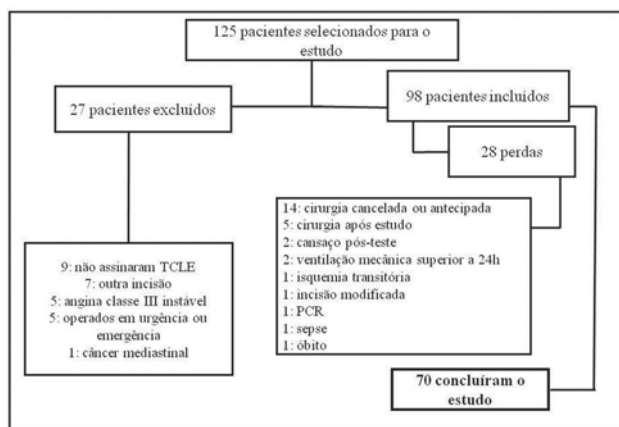 125 pacientes selecionados para o
estudo
27 pacientes excluidos
98 pacientes incluidos
28 perdas
14: cirurgia cancelada ou antecipada
5: cirurgia após estudo
2: cansaço pós-teste
2: ventilação mecânica superior a 24h
1: isquemia transitória
1: incisão modificada
1: PCR
1: sepse
1: óbito
9: não assinaram TCLE
7: outra incisão
5: angina classe III instável
5: operados em urgência ou
emergência
1: câncer mediastinal
70 concluíram o
estudo